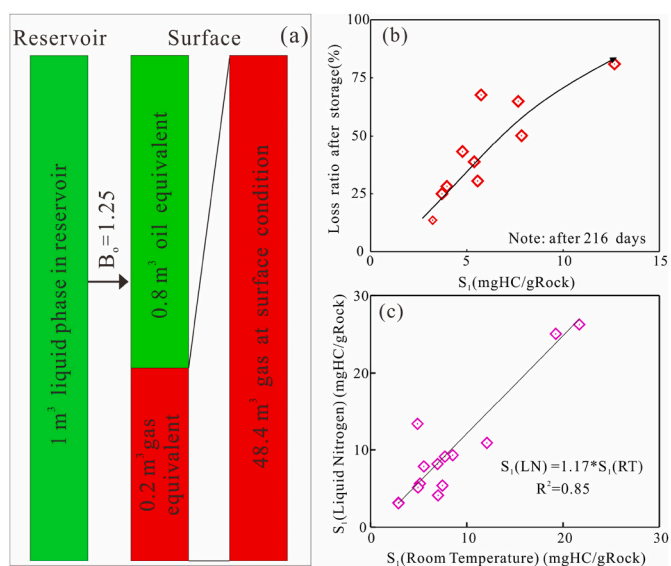 Reservoir
Surface
(a)
1 m³ liquid phase in reservoir
Bₒ=1.25
0.8 m³ oil equivalent
0.2 m³gas
equivalent
48.4 m³ gas at surface condition
(b)
Loss ratio after storage(%)
100
75
50
25
0
0
5
10
15
Note: after 216 days
S₁(mgHC/gRock)
(c)
S₁(Liquid Nitrogen) (mgHC/gRock)
30
20
10
0
0
10
20
30
S₁(LN)=1.17*S₁(RT)
R²=0.85
S₁(Room Temperature) (mgHC/gRock)